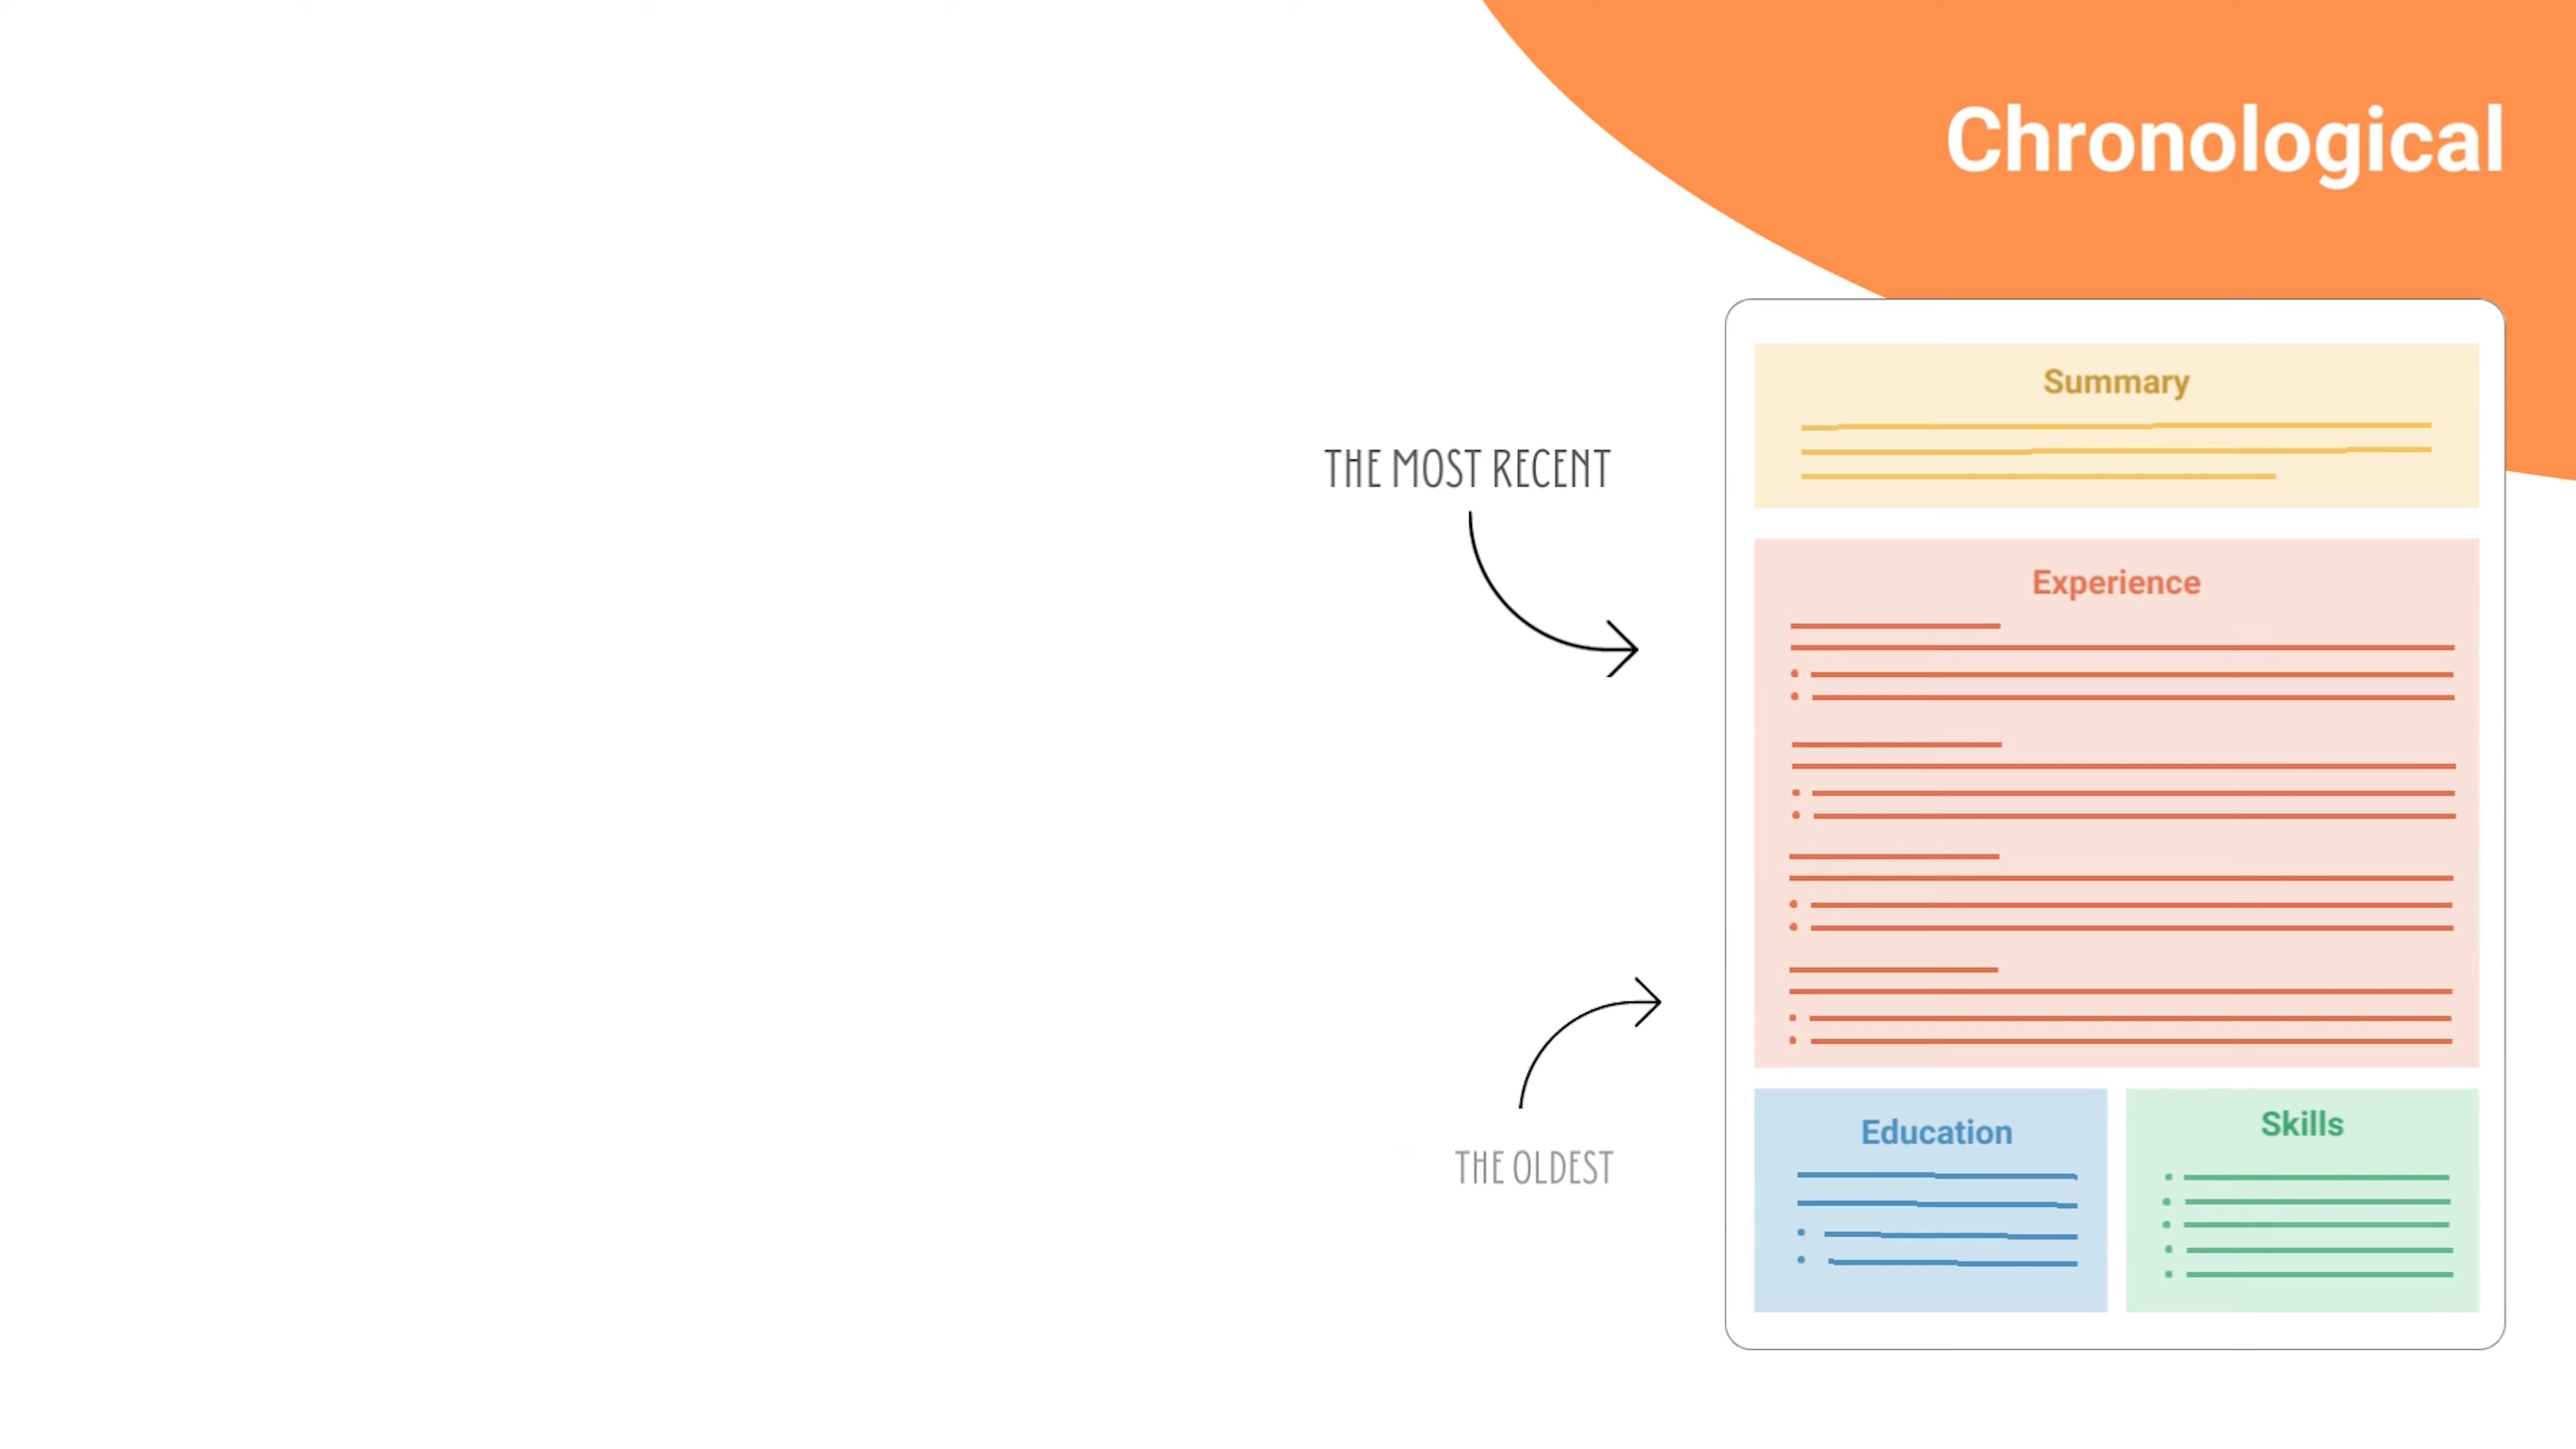 Chronological
Summary
THE MOST RECENT
Experience
THE OLDEST
Education
Skills